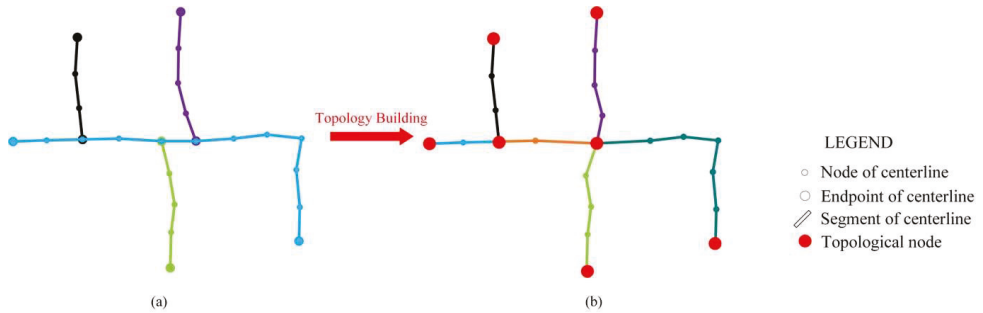 Topology Building
LEGEND
Node of centerline
Endpoint of centerline
Segment of centerline
Topological node
(a)
(b)